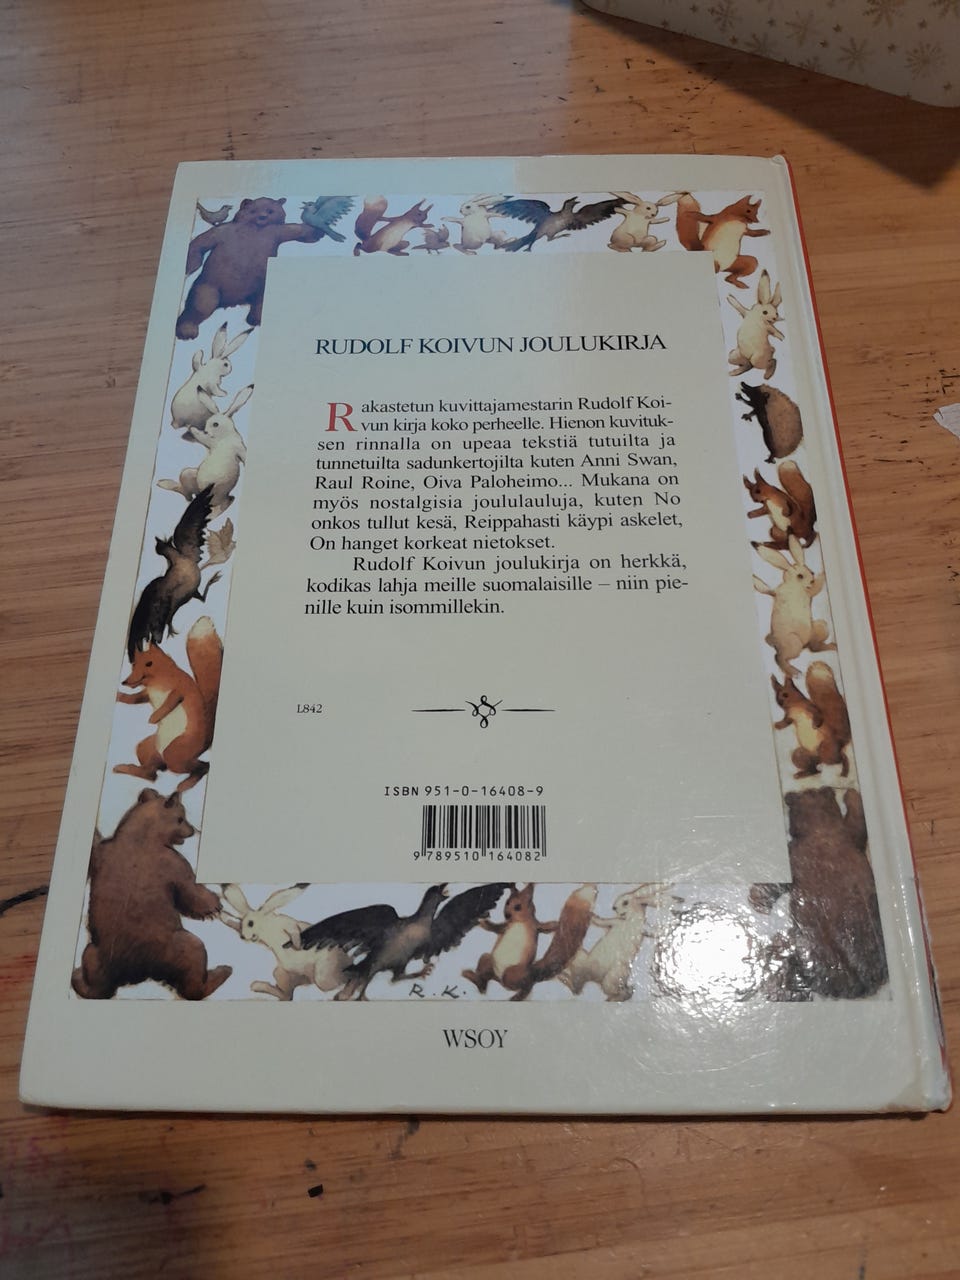 RUDOLF KOIVUN JOULUKIRJA
Rakastetun kuvittajamestarin Rudolf Koi-
vun kirja koko perheelle. Hienon kuvituk-
sen rinnalla on upeaa tekstiä tutuilta ja
tunnetuilta sadunkertojilta kuten Anni Swan,
Raul Roine, Oiva Paloheimo... Mukana on
myös nostalgisia joululauluja, kuten No
onkos tullut kesä, Reippahasti käypi askelet,
On hanget korkeat nietokset.
Rudolf Koivun joulukirja on herkkä,
kodikas lahja meille suomalaisille – niin pie-
nille kuin isommillekin.
L842
ISBN 951-0-16408-9
9 789510 164082
R.K.
WSOY